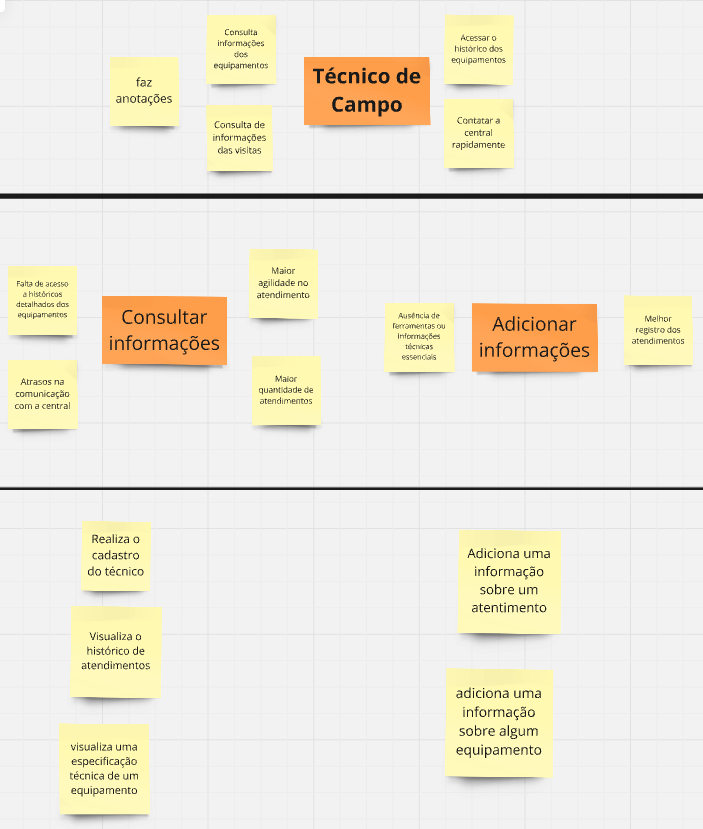 faz
anotações
Consulta
informações
dos
equipamentos
Consulta de
informações
das visitas
Técnico de
Campo
Acessar o
histórico dos
equipamentos
Contatar a
central
rapidamente
Falta de acesso
a históricos
detalhados dos
equipamentos
Atrasos na
comunicação
com a central
Consultar
informações
Maior
agilidade no
atendimento
Maior
quantidade de
atendimentos
Ausência de
ferramentas ou
informações
técnicas
essenciais
Adicionar
informações
Melhor
registro dos
atendimentos
Realiza o
cadastro
do técnico
Visualiza o
histórico de
atendimentos
visualiza uma
especificação
técnica de um
equipamento
Adiciona uma
informação
sobre um
atentimento
adiciona uma
informação
sobre algum
equipamento